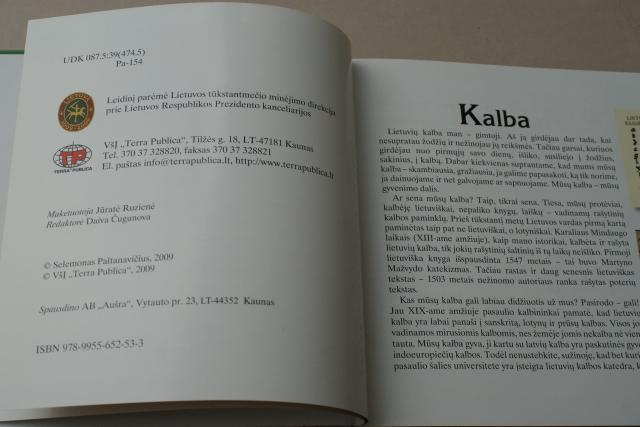 UDK 087.5:39(474.5)
Pa-154
Leidinį parėmė Lietuvos tūkstantmečio minėjimo direkcija
prie Lietuvos Respublikos Prezidento kanceliarijos
TERRA PUBLICA
VšĮ „Terra Publica", Tilžės g. 18, LT-47181 Kaunas
Tel. 370 37 328820, faksas 370 37 328821
El. paštas info@terrapublica.lt, http://www.terrapublica.lt
Maketuotoja Jūratė Ruzienė
Redaktorė Daiva Čugunova
© Selemonas Paltanavičius, 2009
© VšĮ „Terra Publica", 2009
Spausdino AB „Aušra", Vytauto pr. 23, LT-44352 Kaunas
ISBN 978-9955-652-53-3
Kalba
Lietuvių kalba man – gimtoji. Aš ją girdėjau dar tada, kai
nesupratau žodžių ir nežinojau jų reikšmės. Tačiau garsai, kuriuos
girdėjau nuo pirmųjų savo dienų, išliko, susiliejo į žodžius,
sakinius, į kalbą. Dabar kiekvienas suprantame, kad mums mūsų
kalba – skambiausia, gražiausia, ja galime papasakoti, ką tik norime,
ja dainuojame ir net galvojame ar sapnuojame. Mūsų kalba – mūsų
gyvenimo dalis.
Ar sena mūsų kalba? Taip, tikrai sena. Tiesa, mūsų protėviai,
kalbėję lietuviškai, nepaliko knygų, laiškų – vadinamų rašytinių
kalbos paminklų. Prieš tūkstantį metų Lietuvos vardas pirmą kartą
paminėtas taip pat ne lietuviškai, o lotyniškai. Karaliaus Mindaugo
laikais (XIII-ame amžiuje), kaip mano istorikai, kalbėta ir rašyta
lietuvių kalba, tik jokių rašytinių šaltinių iš tų laikų neišliko. Pirmoji
lietuviška knyga išspausdinta 1547 metais – tai buvo Martyno
Mažvydo katekizmas. Tačiau rastas ir daug senesnis lietuviškas
tekstas – 1503 metais nežinomo autoriaus ranka rašytas poterių
tekstas.
Kas mūsų kalba gali labiau didžiuotis už mus? Pasirodo – gali!
Jau XIX-ame amžiuje pasaulio kalbininkai pamatė, kad lietuvių
kalba yra labai panaši į sanskritą, lotynų ir prūsų kalbas. Visos jos
vadinamos mirusiomis kalbomis, nes žemėje jomis nekalba nė viena
tauta. Mūsų kalba gyva, ji kartu su latvių kalba yra paskutinės gyvos
indoeuropiečių kalbos. Todėl nenustebkite, sužinoję, kad bet kuriame
pasaulio šalies universitete yra įsteigta lietuvių kalbos katedra,